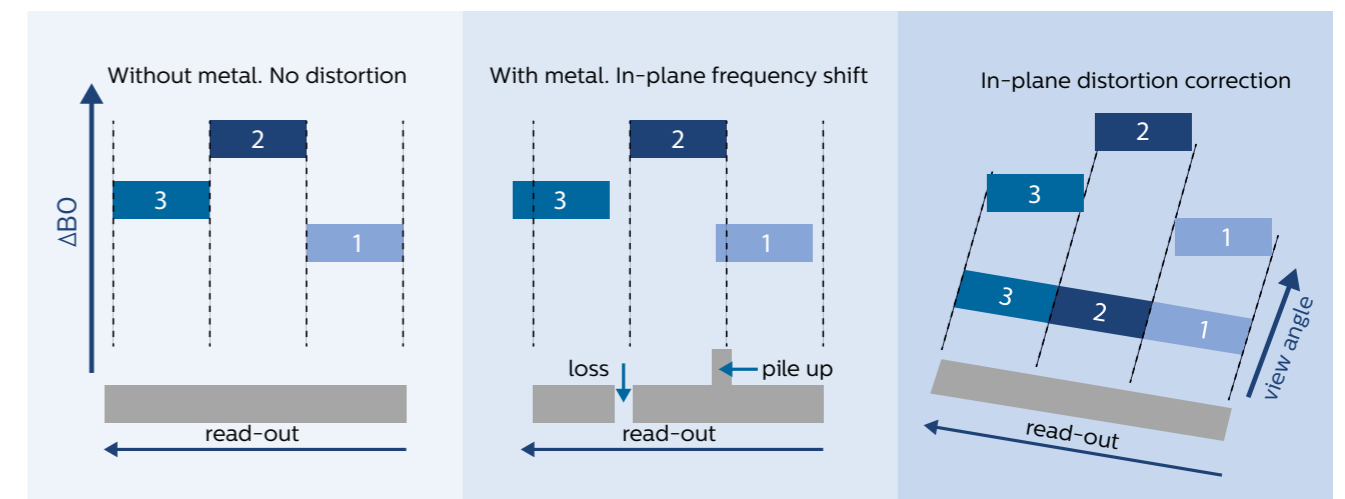 Without metal. No distortion
ΔBO
2
3
1
read-out
With metal. In-plane frequency shift
2
3
1
loss
pile up
read-out
In-plane distortion correction
2
3
1
3
2
1
view angle
read-out